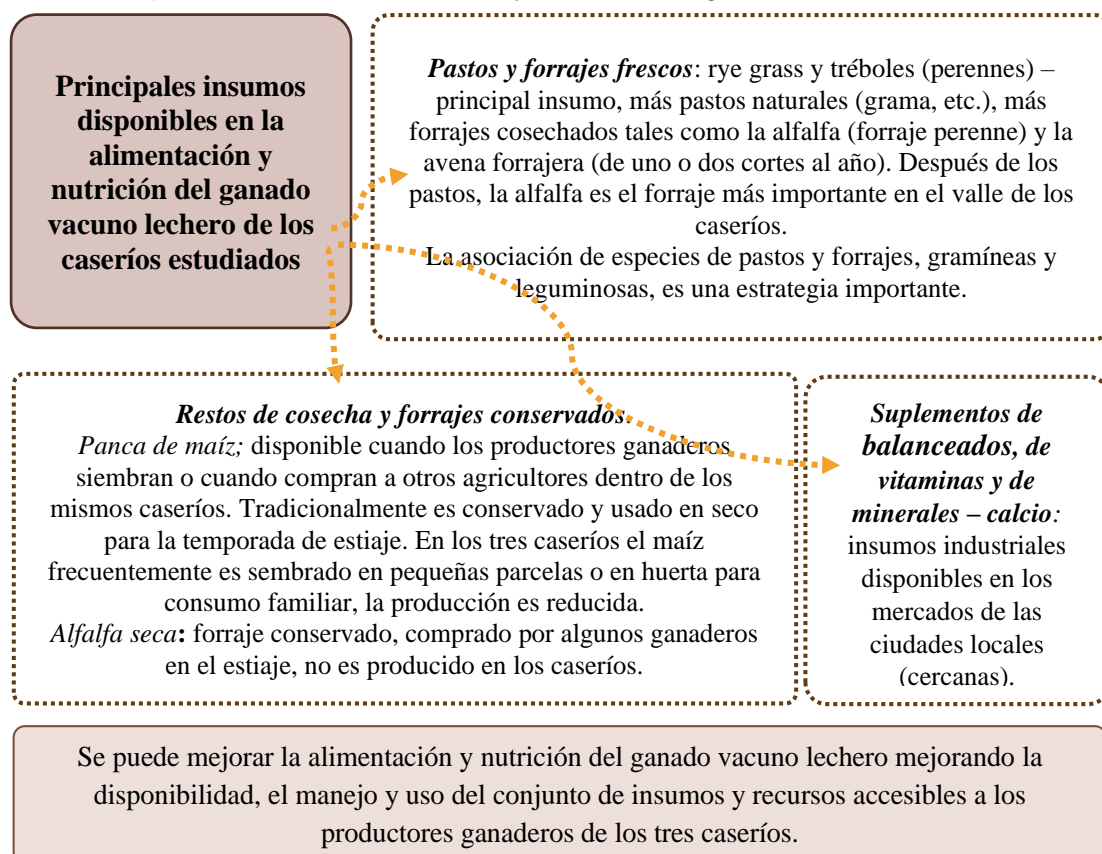 Principales insumos
disponibles en la
alimentación y
nutrición del ganado
vacuno lechero de los
caseríos estudiados
Pastos y forrajes frescos: rye grass y tréboles (perennes) –
principal insumo, más pastos naturales (grama, etc.), más
forrajes cosechados tales como la alfalfa (forraje perenne) y la
avena forrajera (de uno o dos cortes al año). Después de los
pastos, la alfalfa es el forraje más importante en el valle de los
caseríos.
La asociación de especies de pastos y forrajes, gramíneas y
leguminosas, es una estrategia importante.
Restos de cosecha y forrajes conservados:
Panca de maíz; disponible cuando los productores ganaderos
siembran o cuando compran a otros agricultores dentro de los
mismos caseríos. Tradicionalmente es conservado y usado en seco
para la temporada de estiaje. En los tres caseríos el maíz
frecuentemente es sembrado en pequeñas parcelas o en huerta para
consumo familiar, la producción es reducida.
Alfalfa seca: forraje conservado, comprado por algunos ganaderos
en el estiaje, no es producido en los caseríos.
Suplementos de
balanceados, de
vitaminas y de
minerales – calcio:
insumos industriales
disponibles en los
mercados de las
ciudades locales
(cercanas).
Se puede mejorar la alimentación y nutrición del ganado vacuno lechero mejorando la
disponibilidad, el manejo y uso del conjunto de insumos y recursos accesibles a los
productores ganaderos de los tres caseríos.